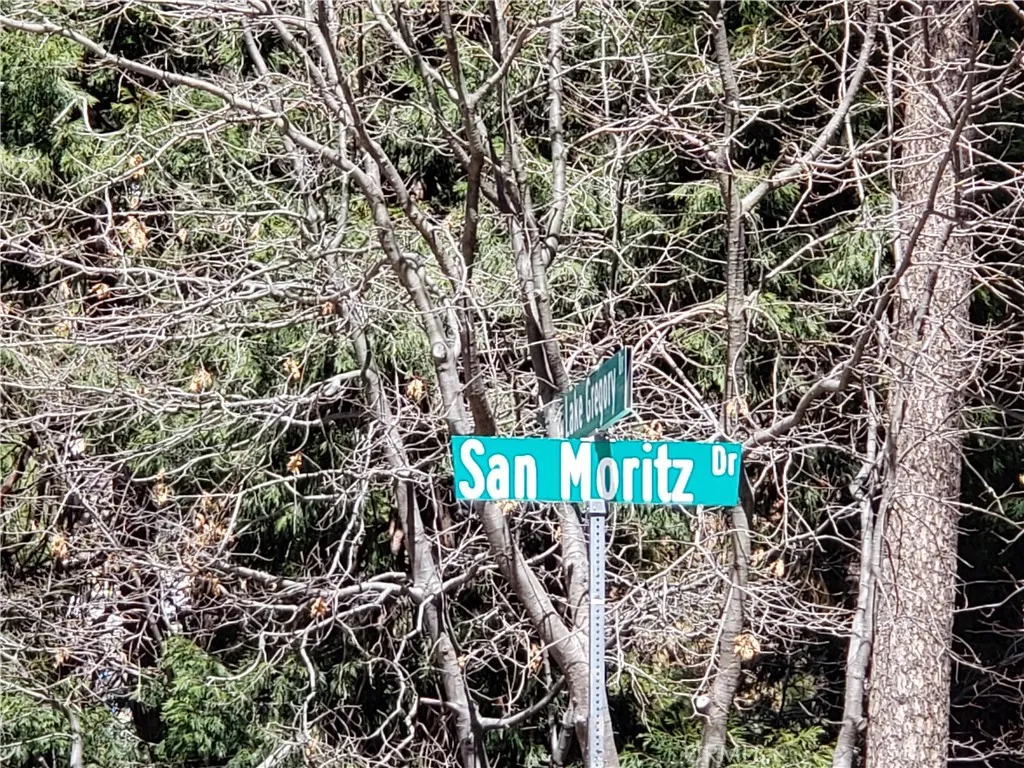 Lake Gregory
San Moritz Dr